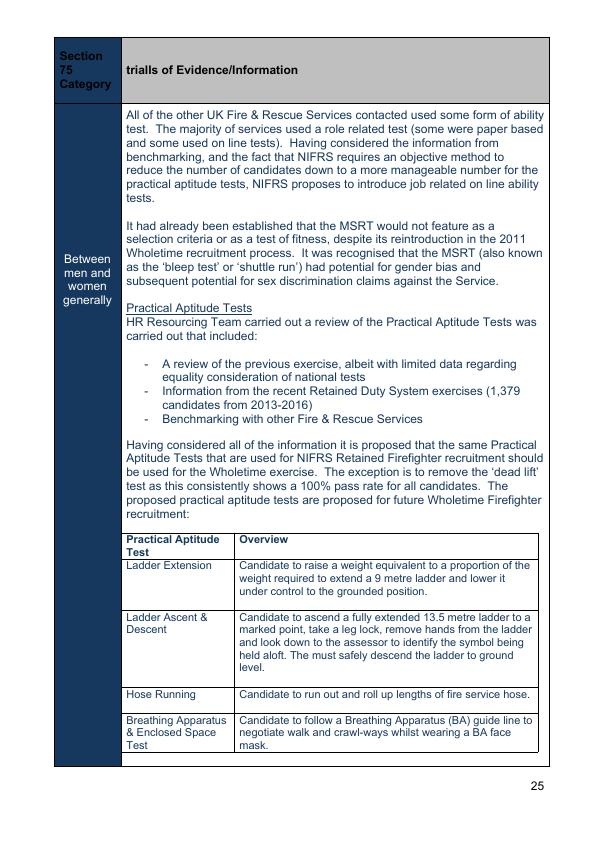 Section
75
Category
trialls of Evidence/Information
All of the other UK Fire & Rescue Services contacted used some form of ability
test.  The majority of services used a role related test (some were paper based
and some used on line tests).  Having considered the information from
benchmarking, and the fact that NIFRS requires an objective method to
reduce the number of candidates down to a more manageable number for the
practical aptitude tests, NIFRS proposes to introduce job related on line ability
tests.
It had already been established that the MSRT would not feature as a
selection criteria or as a test of fitness, despite its reintroduction in the 2011
Wholetime recruitment process.  It was recognised that the MSRT (also known
as the 'bleep test' or 'shuttle run') had potential for gender bias and
subsequent potential for sex discrimination claims against the Service.
Between
men and
women
generally
Practical Aptitude Tests
HR Resourcing Team carried out a review of the Practical Aptitude Tests was
carried out that included:
- A review of the previous exercise, albeit with limited data regarding
equality consideration of national tests
- Information from the recent Retained Duty System exercises (1,379
candidates from 2013-2016)
- Benchmarking with other Fire & Rescue Services
Having considered all of the information it is proposed that the same Practical
Aptitude Tests that are used for NIFRS Retained Firefighter recruitment should
be used for the Wholetime exercise.  The exception is to remove the 'dead lift'
test as this consistently shows a 100% pass rate for all candidates.  The
proposed practical aptitude tests are proposed for future Wholetime Firefighter
recruitment:
Practical Aptitude
Test
Overview
Ladder Extension
Candidate to raise a weight equivalent to a proportion of the
weight required to extend a 9 metre ladder and lower it
under control to the grounded position.
Ladder Ascent &
Descent
Candidate to ascend a fully extended 13.5 metre ladder to a
marked point, take a leg lock, remove hands from the ladder
and look down to the assessor to identify the symbol being
held aloft. The must safely descend the ladder to ground
level.
Hose Running
Candidate to run out and roll up lengths of fire service hose.
Breathing Apparatus
& Enclosed Space
Test
Candidate to follow a Breathing Apparatus (BA) guide line to
negotiate walk and crawl-ways whilst wearing a BA face
mask.
25